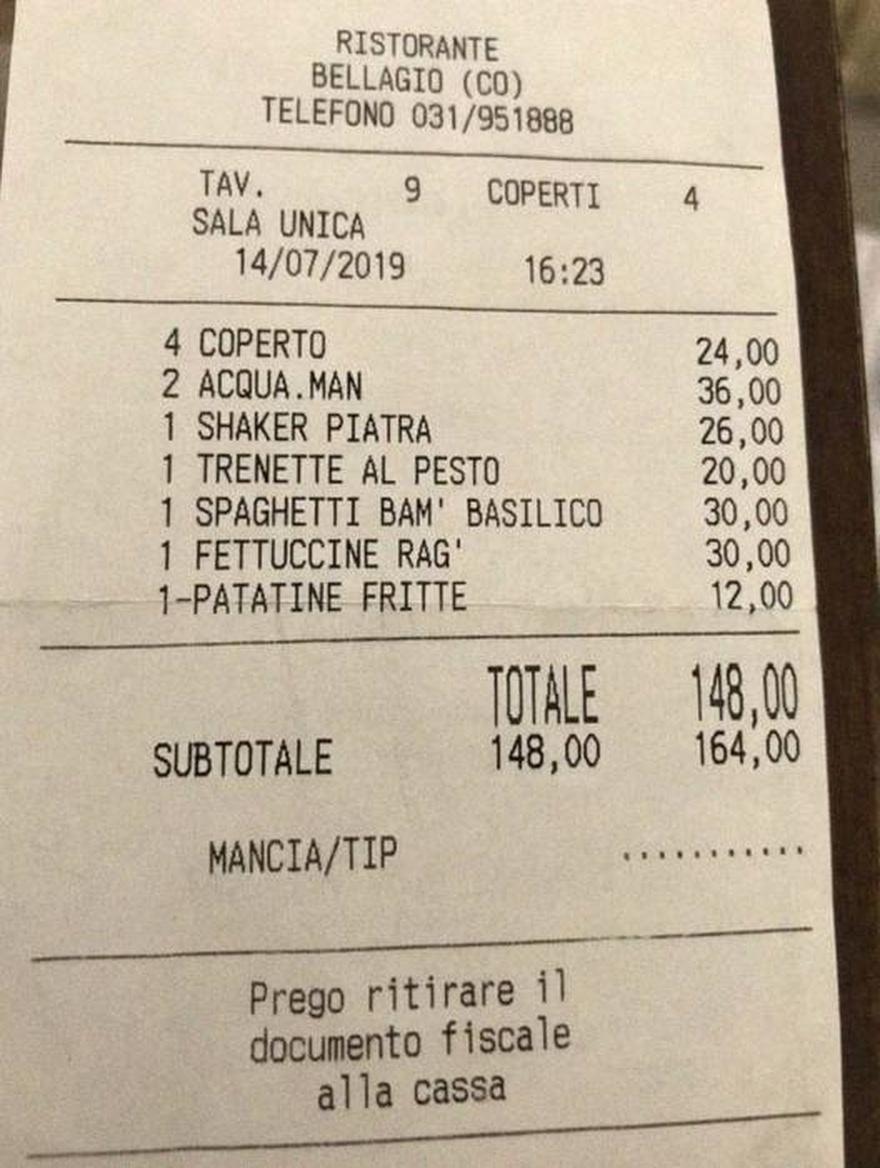 RISTORANTE
BELLAGIO (CO)
TELEFONO 031/951888
TAV. 9 COPERTI 4
SALA UNICA
14/07/2019 16:23
4 COPERTO 24,00
2 ACQUA.MAN 36,00
1 SHAKER PIATRA 26,00
1 TRENETTE AL PESTO 20,00
1 SPAGHETTI BAM' BASILICO 30,00
1 FETTUCCINE RAG' 30,00
1-PATATINE FRITTE 12,00
TOTALE 148,00
SUBTOTALE 148,00 164,00
MANCIA/TIP ...........
Prego ritirare il
documento fiscale
alla cassa